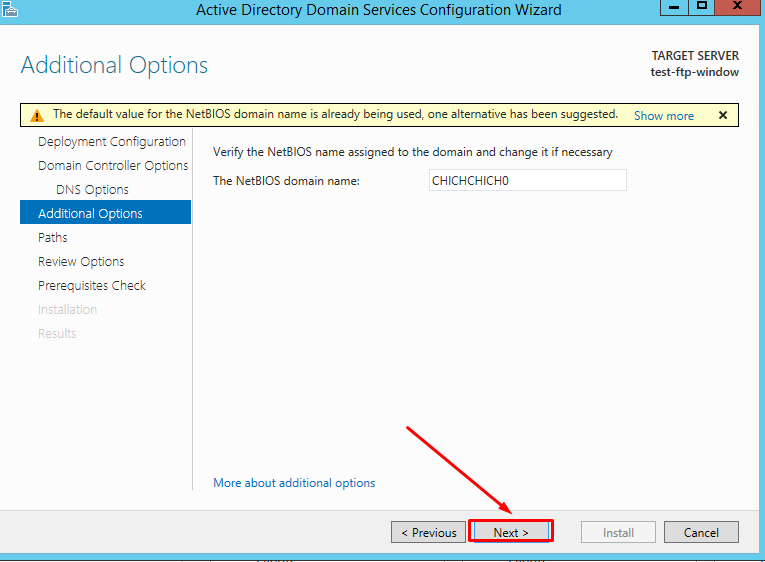 Active Directory Domain Services Configuration Wizard
Additional Options
TARGET SERVER
test-ftp-window
The default value for the NetBIOS domain name is already being used, one alternative has been suggested. Show more
Deployment Configuration
Domain Controller Options
DNS Options
Additional Options
Paths
Review Options
Prerequisites Check
Installation
Results
Verify the NetBIOS name assigned to the domain and change it if necessary
The NetBIOS domain name: CHICHCHICH0
More about additional options
< Previous Next > Install Cancel